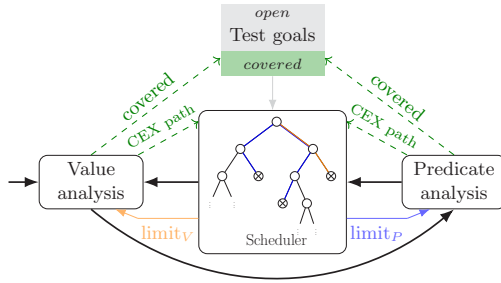 open
Test goals
covered
covered
covered
CEX path
CEX path
Value
analysis
Predicate
analysis
limit_V
Scheduler
limit_P